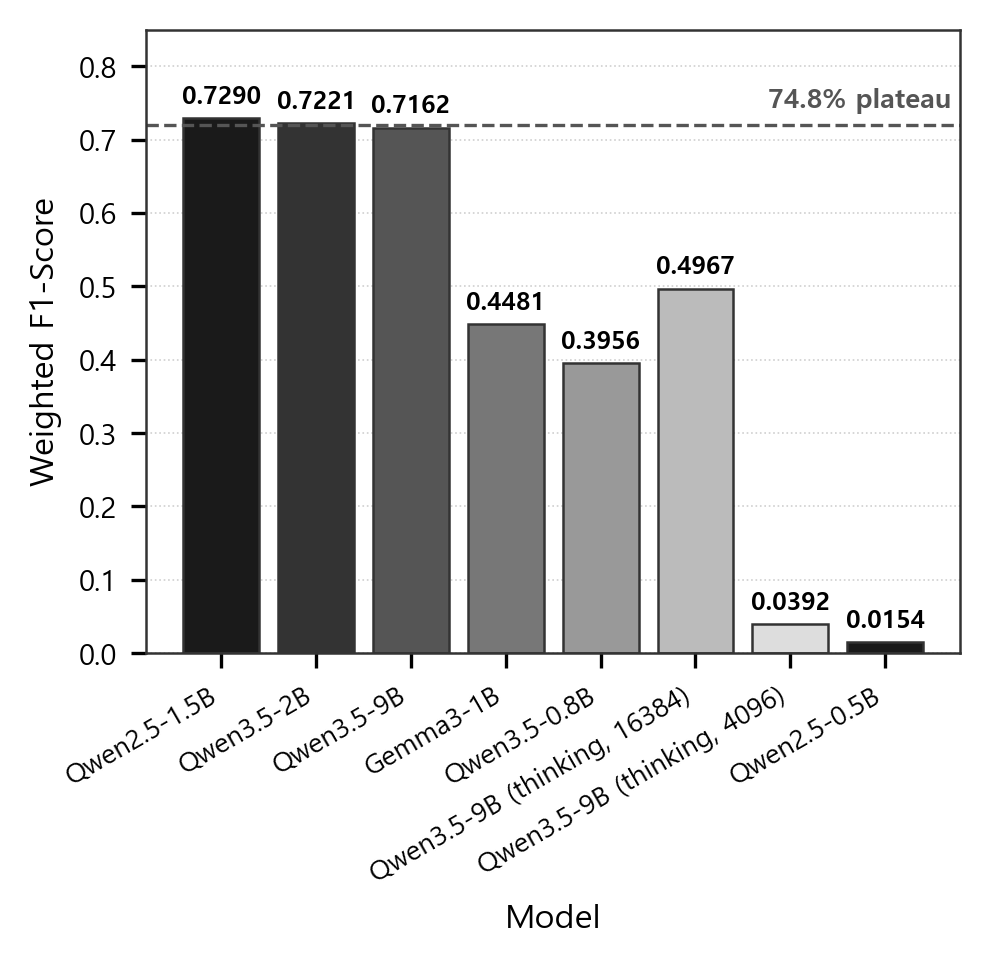 74.8% plateau
0.7290
0.7221
0.7162
0.4481
0.3956
0.4967
0.0392
0.0154
Weighted F1-Score
0.8
0.7
0.6
0.5
0.4
0.3
0.2
0.1
0.0
Qwen2.5-1.5B
Qwen3.5-2B
Qwen3.5-9B
Gemma3-1B
Qwen3.5-0.8B
Qwen3.5-9B (thinking, 16384)
Qwen3.5-9B (thinking, 4096)
Qwen2.5-0.5B
Model